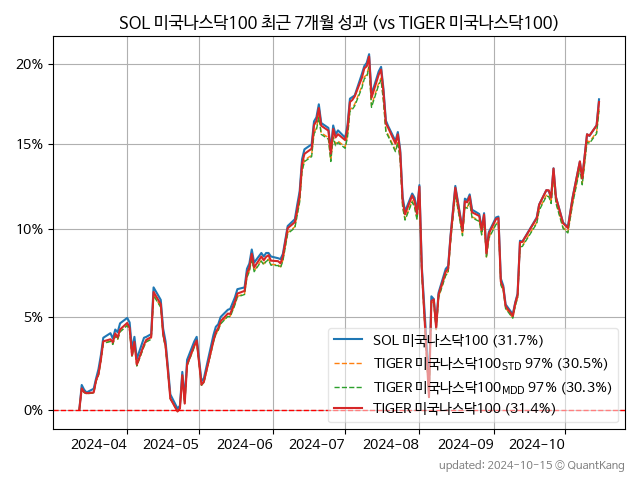 SOL 미국나스닥100 최근 7개월 성과 (vs TIGER 미국나스닥100)
20%
15%
10%
5%
0%
SOL 미국나스닥100 (31.7%)
TIGER 미국나스닥100STD 97% (30.5%)
TIGER 미국나스닥100MDD 97% (30.3%)
TIGER 미국나스닥100 (31.4%)
2024-04 2024-05 2024-06 2024-07 2024-08 2024-09 2024-10
updated: 2024-10-15 © QuantKang